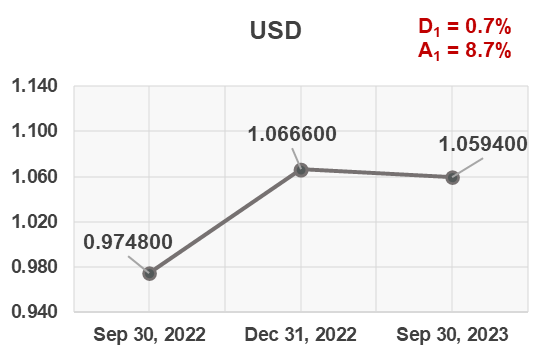 USD
D₁ = 0.7%
A₁ = 8.7%
1.140
1.100
1.060
1.020
0.980
0.940
0.974800
1.066600
1.059400
Sep 30, 2022
Dec 31, 2022
Sep 30, 2023